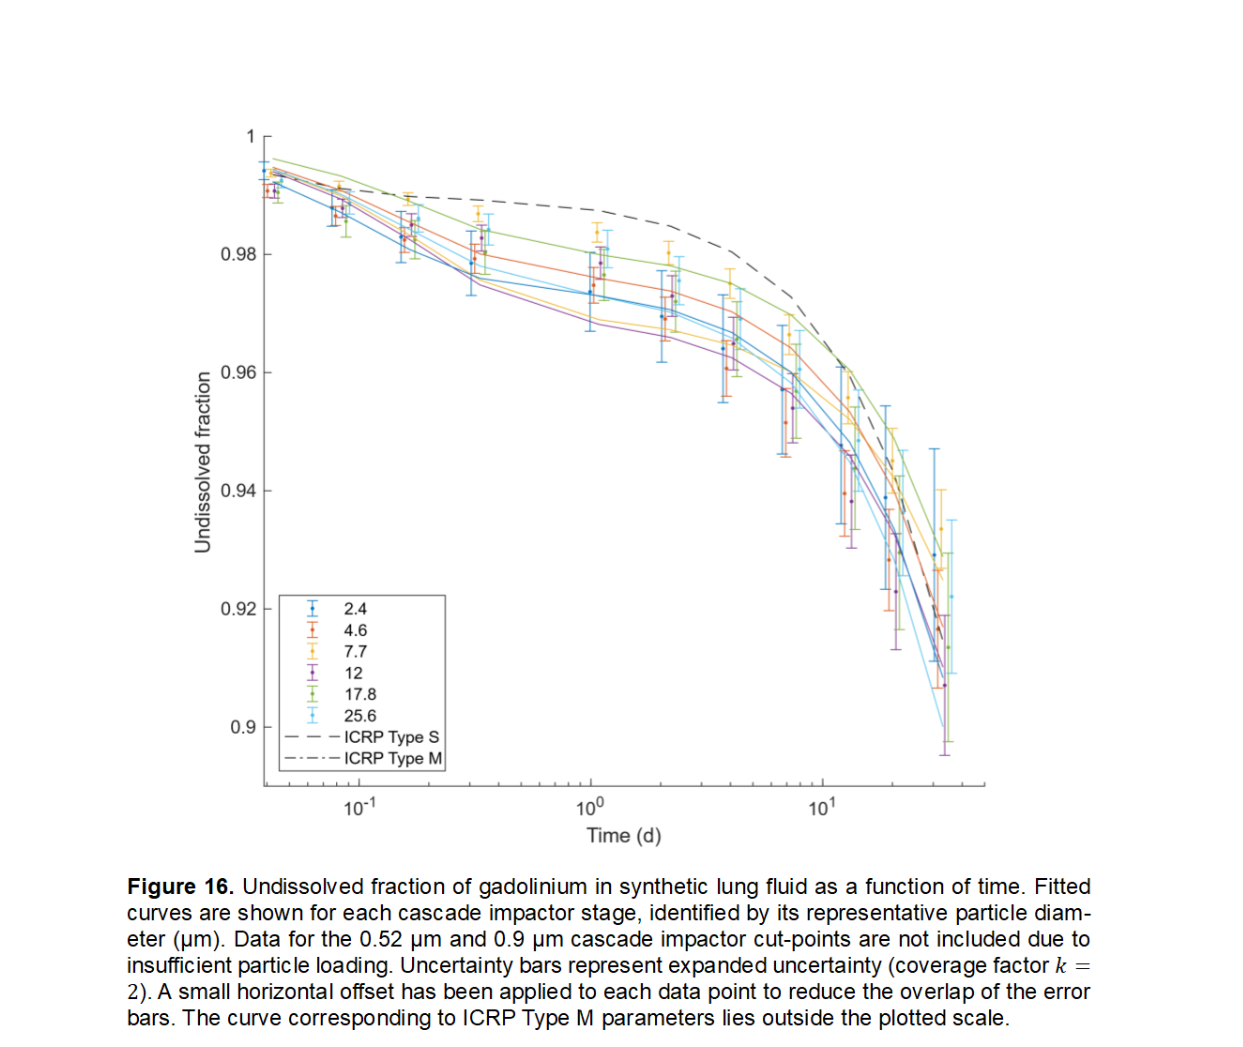 1
0.98
0.96
0.94
0.92
0.9
Undissolved fraction
2.4
4.6
7.7
12
17.8
25.6
ICRP Type S
ICRP Type M
10⁻¹
10⁰
10¹
Time (d)
Figure 16. Undissolved fraction of gadolinium in synthetic lung fluid as a function of time. Fitted
curves are shown for each cascade impactor stage, identified by its representative particle diam-
eter (µm). Data for the 0.52 µm and 0.9 µm cascade impactor cut-points are not included due to
insufficient particle loading. Uncertainty bars represent expanded uncertainty (coverage factor k =
2). A small horizontal offset has been applied to each data point to reduce the overlap of the error
bars. The curve corresponding to ICRP Type M parameters lies outside the plotted scale.